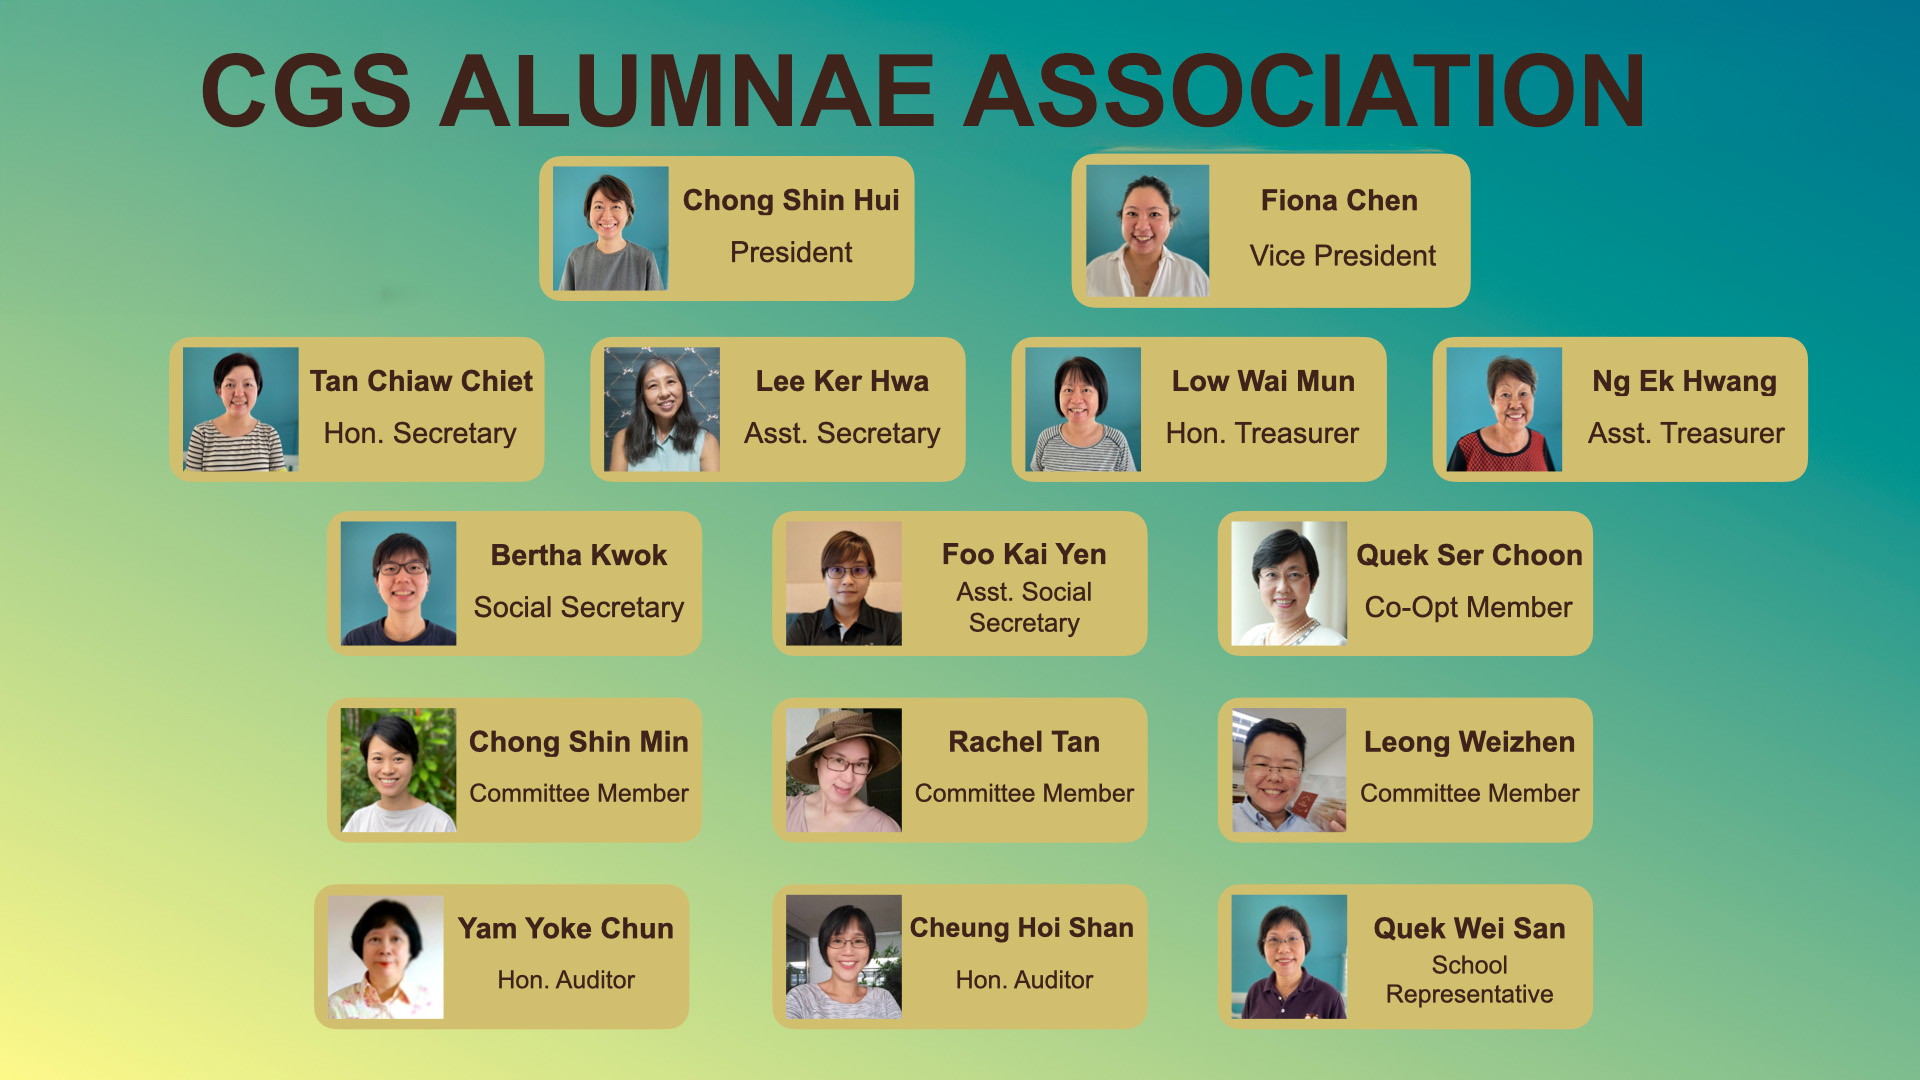 CGS ALUMNAE ASSOCIATION
Chong Shin Hui
President
Fiona Chen
Vice President
Tan Chiaw Chiet
Hon. Secretary
Lee Ker Hwa
Asst. Secretary
Low Wai Mun
Hon. Treasurer
Ng Ek Hwang
Asst. Treasurer
Bertha Kwok
Social Secretary
Foo Kai Yen
Asst. Social
Secretary
Quek Ser Choon
Co-Opt Member
Chong Shin Min
Committee Member
Rachel Tan
Committee Member
Leong Weizhen
Committee Member
Yam Yoke Chun
Hon. Auditor
Cheung Hoi Shan
Hon. Auditor
Quek Wei San
School
Representative